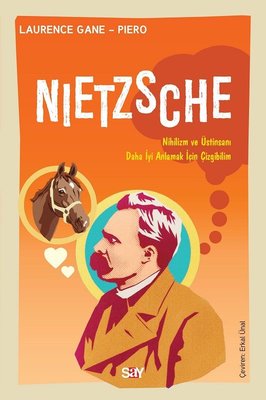 LAURENCE GANE – PIERO
NIETZSCHE
Nihilizm ve Üstinsanı
Daha İyi Anlamak İçin Çizgibilim
Çeviren: Erkal Ünal
say